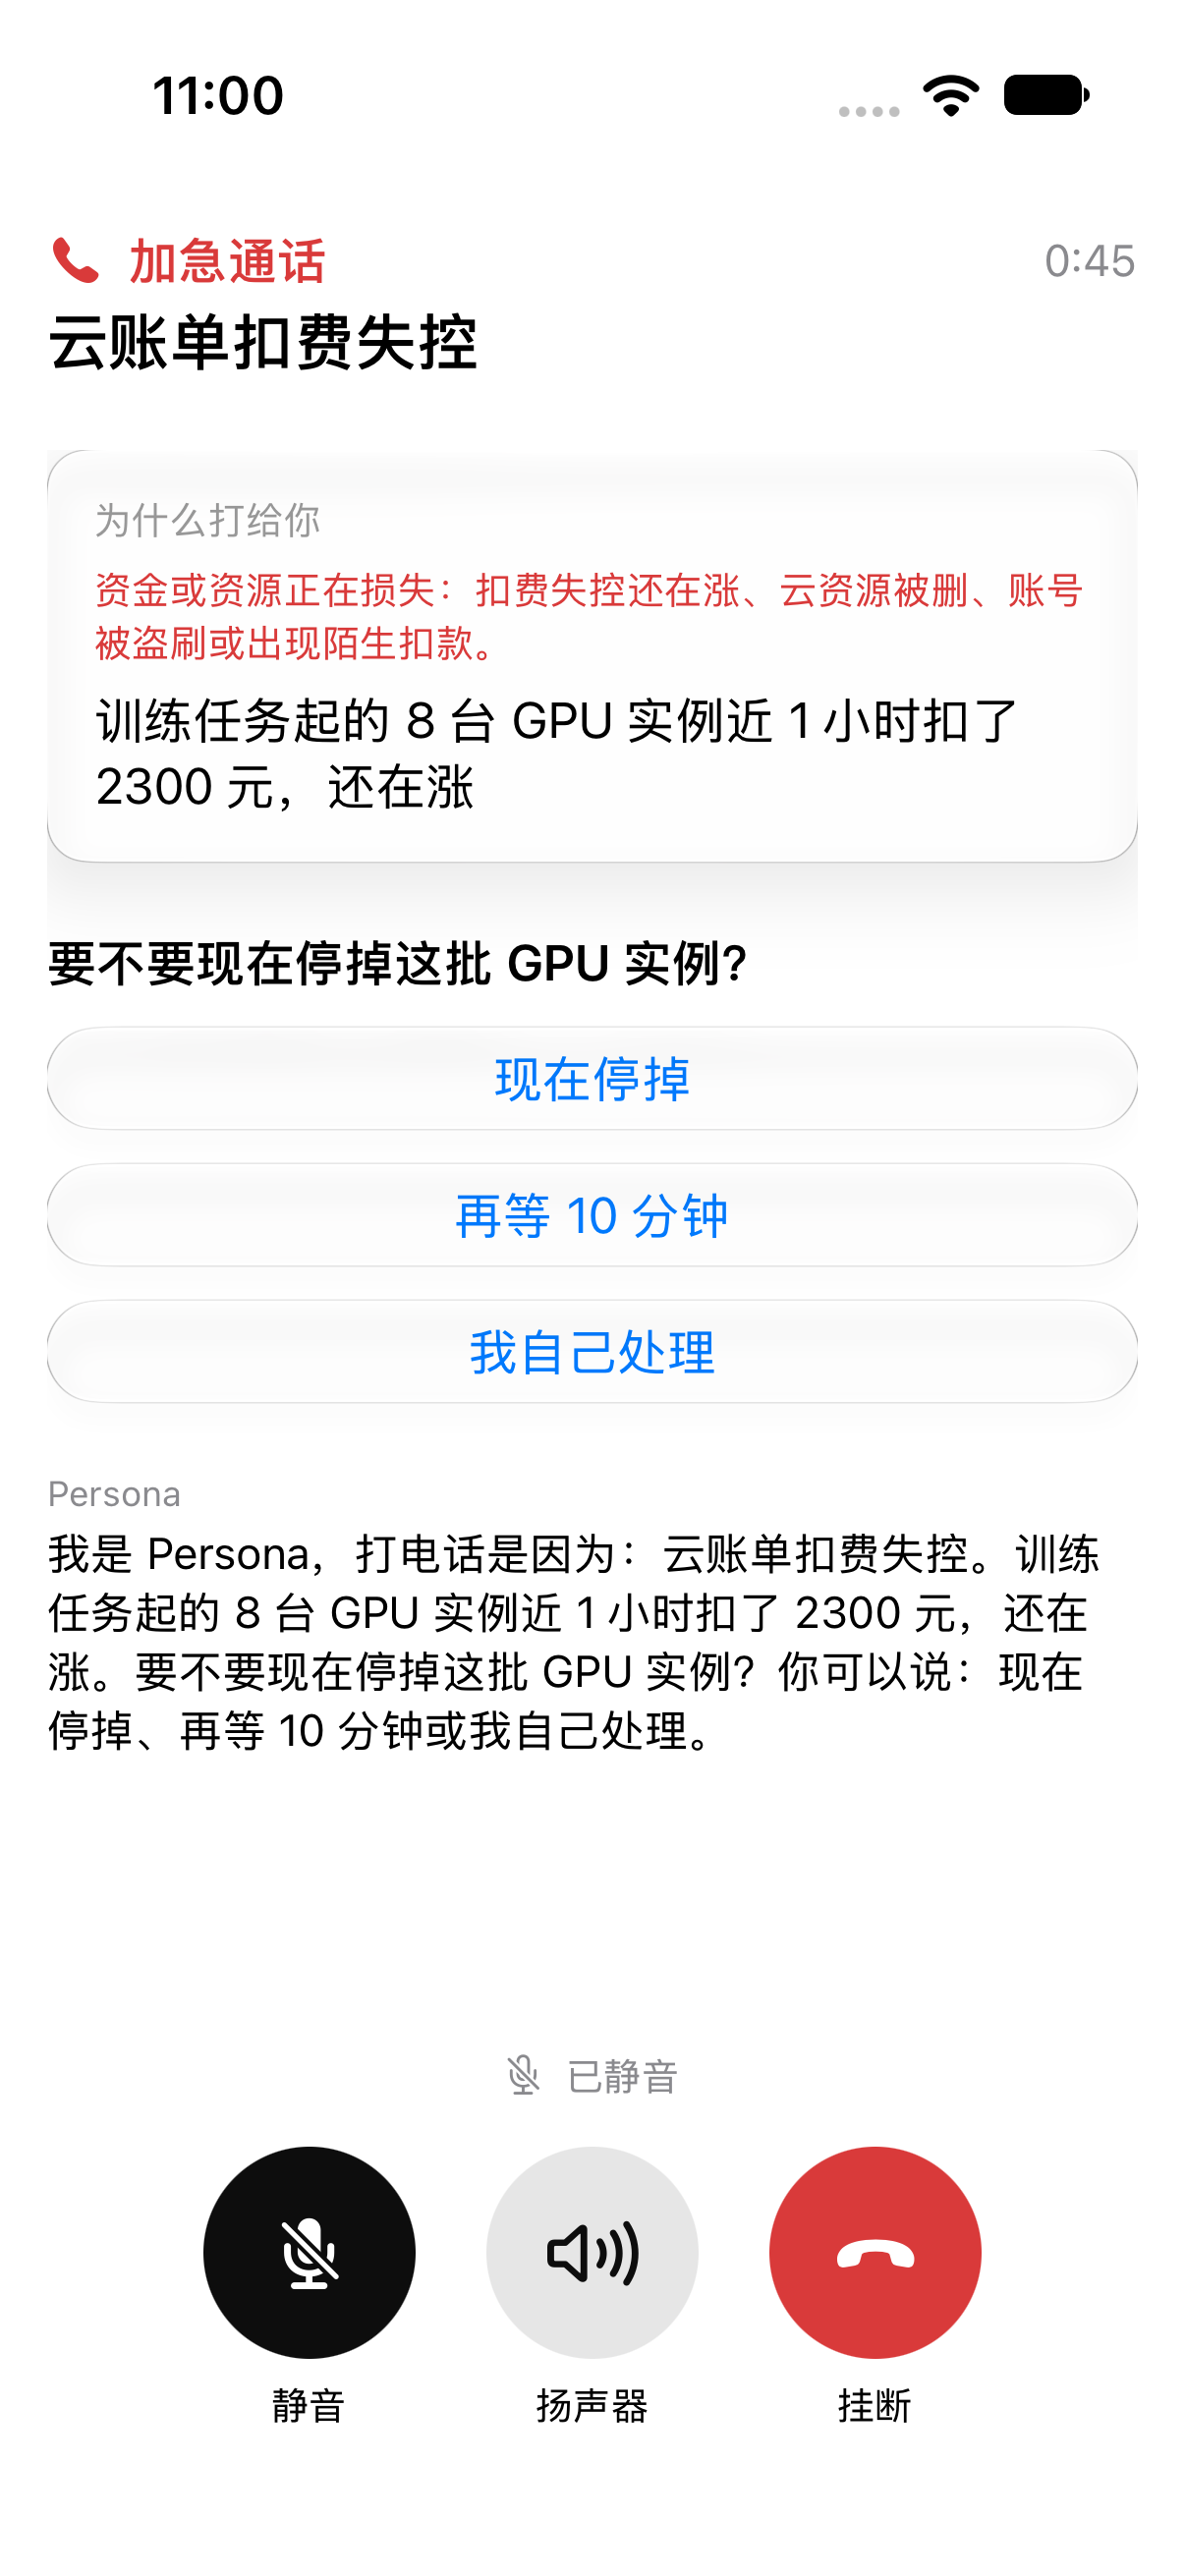 11:00
加急通话
0:45
云账单扣费失控
为什么打给你
资金或资源正在损失：扣费失控还在涨、云资源被删、账号
被盗刷或出现陌生扣款。
训练任务起的 8 台 GPU 实例近 1 小时扣了
2300 元，还在涨
要不要现在停掉这批 GPU 实例?
现在停掉
再等 10 分钟
我自己处理
Persona
我是 Persona，打电话是因为：云账单扣费失控。训练
任务起的 8 台 GPU 实例近 1 小时扣了 2300 元，还在
涨。要不要现在停掉这批 GPU 实例？你可以说：现在
停掉、再等 10 分钟或我自己处理。
已静音
静音
扬声器
挂断